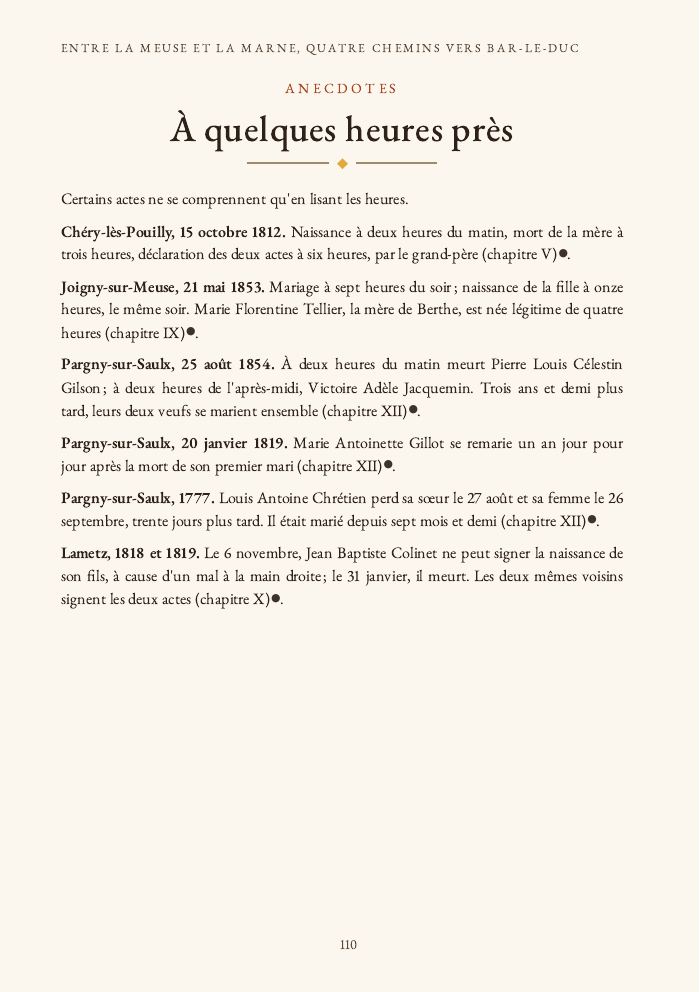 ENTRE LA MEUSE ET LA MARNE, QUATRE CHEMINS VERS BAR-LE-DUC
ANECDOTES
À quelques heures près
Certains actes ne se comprennent qu'en lisant les heures.
Chéry-lès-Pouilly, 15 octobre 1812. Naissance à deux heures du matin, mort de la mère à
trois heures, déclaration des deux actes à six heures, par le grand-père (chapitre V)●.
Joigny-sur-Meuse, 21 mai 1853. Mariage à sept heures du soir ; naissance de la fille à onze
heures, le même soir. Marie Florentine Tellier, la mère de Berthe, est née légitime de quatre
heures (chapitre IX)●.
Pargny-sur-Saulx, 25 août 1854. À deux heures du matin meurt Pierre Louis Célestin
Gilson ; à deux heures de l'après-midi, Victoire Adèle Jacquemin. Trois ans et demi plus
tard, leurs deux veufs se marient ensemble (chapitre XII)●.
Pargny-sur-Saulx, 20 janvier 1819. Marie Antoinette Gillot se remarie un an jour pour
jour après la mort de son premier mari (chapitre XII)●.
Pargny-sur-Saulx, 1777. Louis Antoine Chrétien perd sa sœur le 27 août et sa femme le 26
septembre, trente jours plus tard. Il était marié depuis sept mois et demi (chapitre XII)●.
Lametz, 1818 et 1819. Le 6 novembre, Jean Baptiste Colinet ne peut signer la naissance de
son fils, à cause d'un mal à la main droite ; le 31 janvier, il meurt. Les deux mêmes voisins
signent les deux actes (chapitre X)●.
110